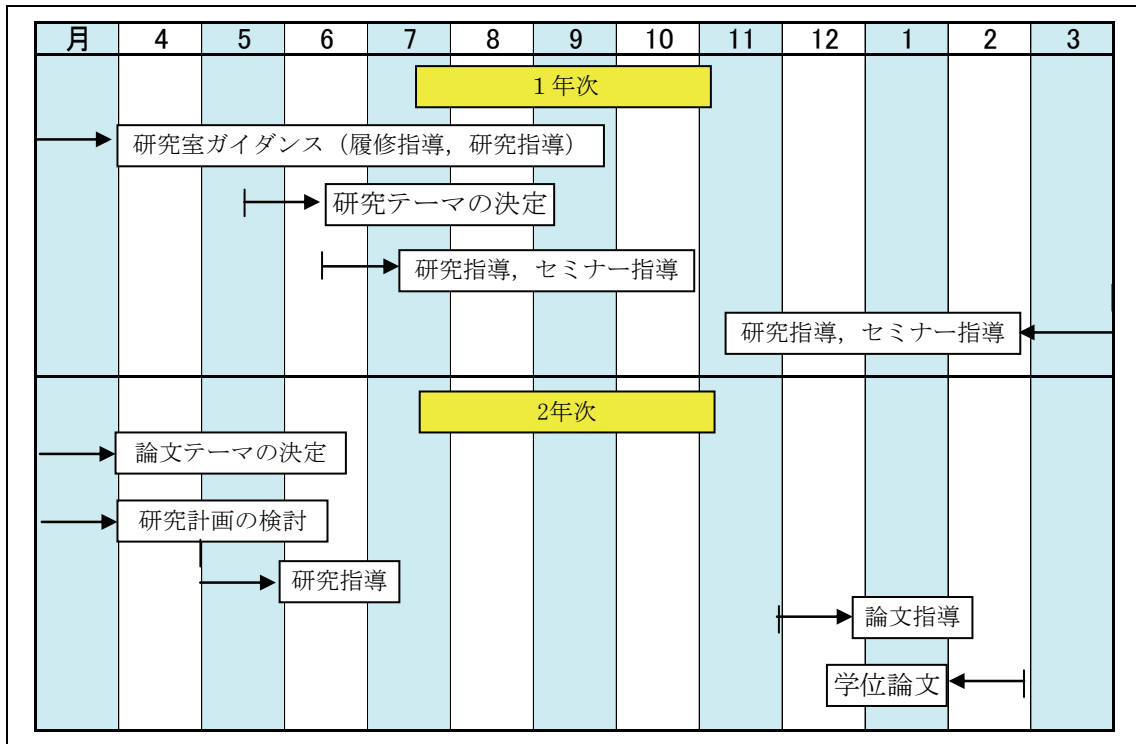 月 4 5 6 7 8 9 10 11 12 1 2 3
1年次
研究室ガイダンス（履修指導，研究指導）
研究テーマの決定
研究指導，セミナー指導
研究指導，セミナー指導
2年次
論文テーマの決定
研究計画の検討
研究指導
論文指導
学位論文